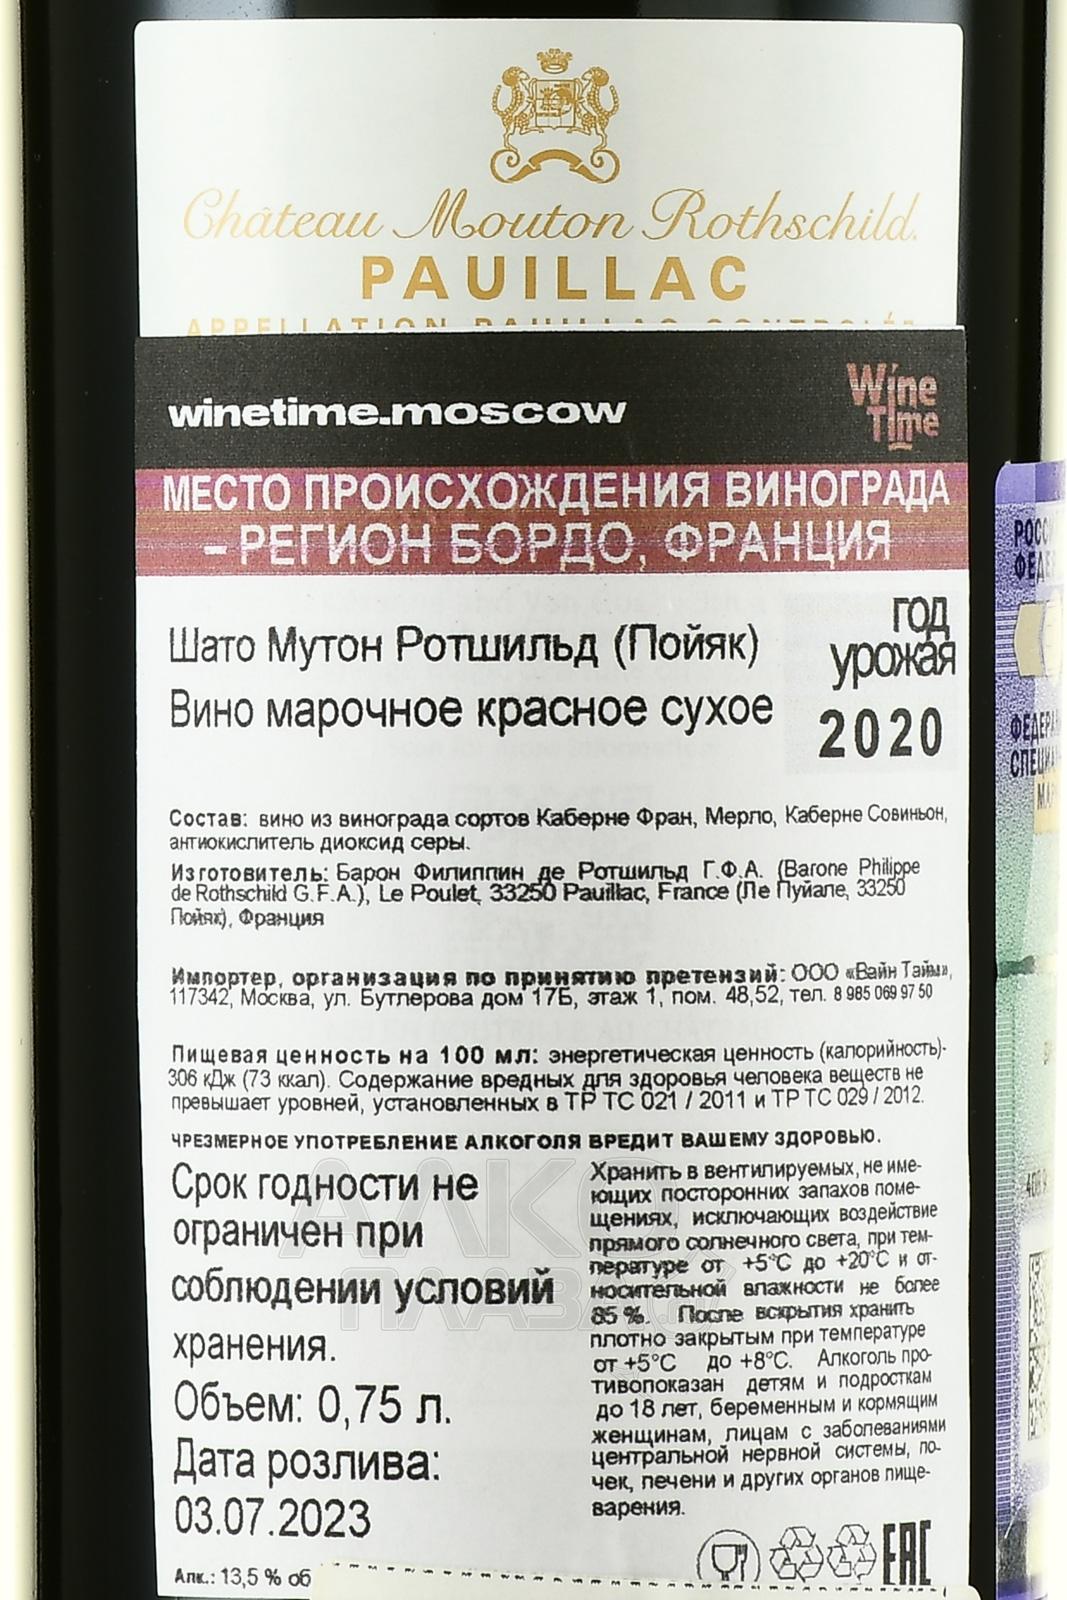 Château Mouton Rothschild.
PAUILLAC
APPELLATION PAUILLAC CONTROLÉE
winetime.moscow
Wine
Time
МЕСТО ПРОИСХОЖДЕНИЯ ВИНОГРАДА
– РЕГИОН БОРДО, ФРАНЦИЯ
Шато Мутон Ротшильд (Пойяк)
Вино марочное красное сухое
год
урожая
2020
Состав: вино из винограда сортов Каберне Фран, Мерло, Каберне Совиньон,
антиокислитель диоксид серы.
Изготовитель: Барон Филиппин де Ротшильд Г.Ф.А. (Barone Philippe
de Rothschild G.F.A.), Le Poulet, 33250 Pauillac, France (Ле Пуйале, 33250
Пойяк), Франция
Импортер, организация по принятию претензий: ООО «Вайн Тайм»,
117342, Москва, ул. Бутлерова дом 17Б, этаж 1, пом. 48,52, тел. 8 985 069 97 50
Пищевая ценность на 100 мл: энергетическая ценность (калорийность)-
306 кДж (73 ккал). Содержание вредных для здоровья человека веществ не
превышает уровней, установленных в ТР ТС 021 / 2011 и ТР ТС 029 / 2012.
ЧРЕЗМЕРНОЕ УПОТРЕБЛЕНИЕ АЛКОГОЛЯ ВРЕДИТ ВАШЕМУ ЗДОРОВЬЮ.
Срок годности не
ограничен при
соблюдении условий
хранения.
Объем: 0,75 л.
Дата розлива:
03.07.2023
Алк.: 13,5 % об
Хранить в вентилируемых, не име-
ющих посторонних запахов поме-
щениях, исключающих воздействие
прямого солнечного света, при тем-
пературе от +5°С до +20°С и от-
носительной влажности не более
85 %. После вскрытия хранить
плотно закрытым при температуре
от +5°С до +8°С. Алкоголь про-
тивопоказан детям и подросткам
до 18 лет, беременным и кормящим
женщинам, лицам с заболеваниями
центральной нервной системы, по-
чек, печени и других органов пище-
варения.
EAC
АЛКО
ПЛАЗА.ру